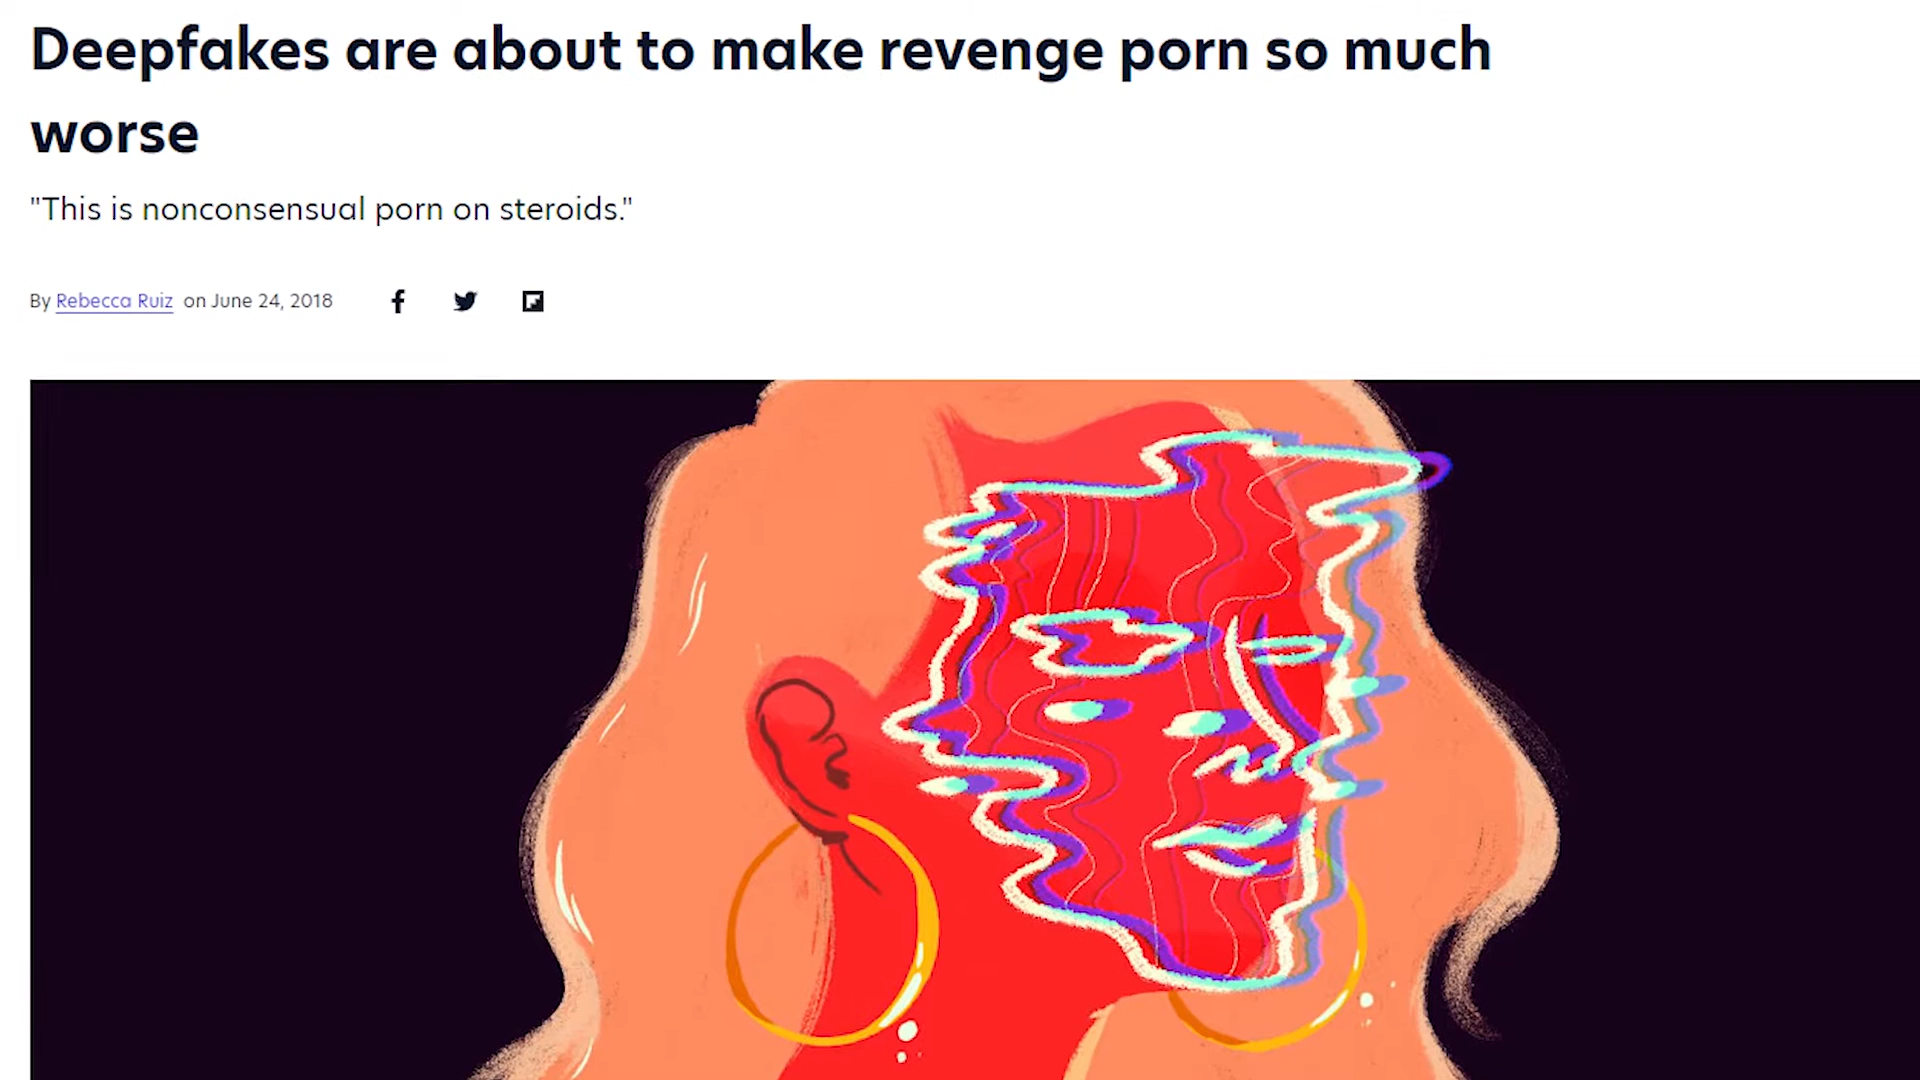 Deepfakes are about to make revenge porn so much
worse
"This is nonconsensual porn on steroids."
By Rebecca Ruiz on June 24, 2018